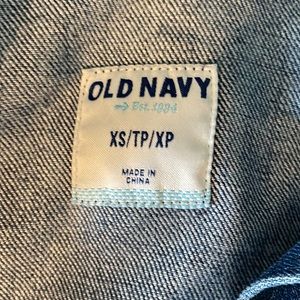 OLD NAVY
Est. 1994
XS/TP/XP
MADE IN
CHINA